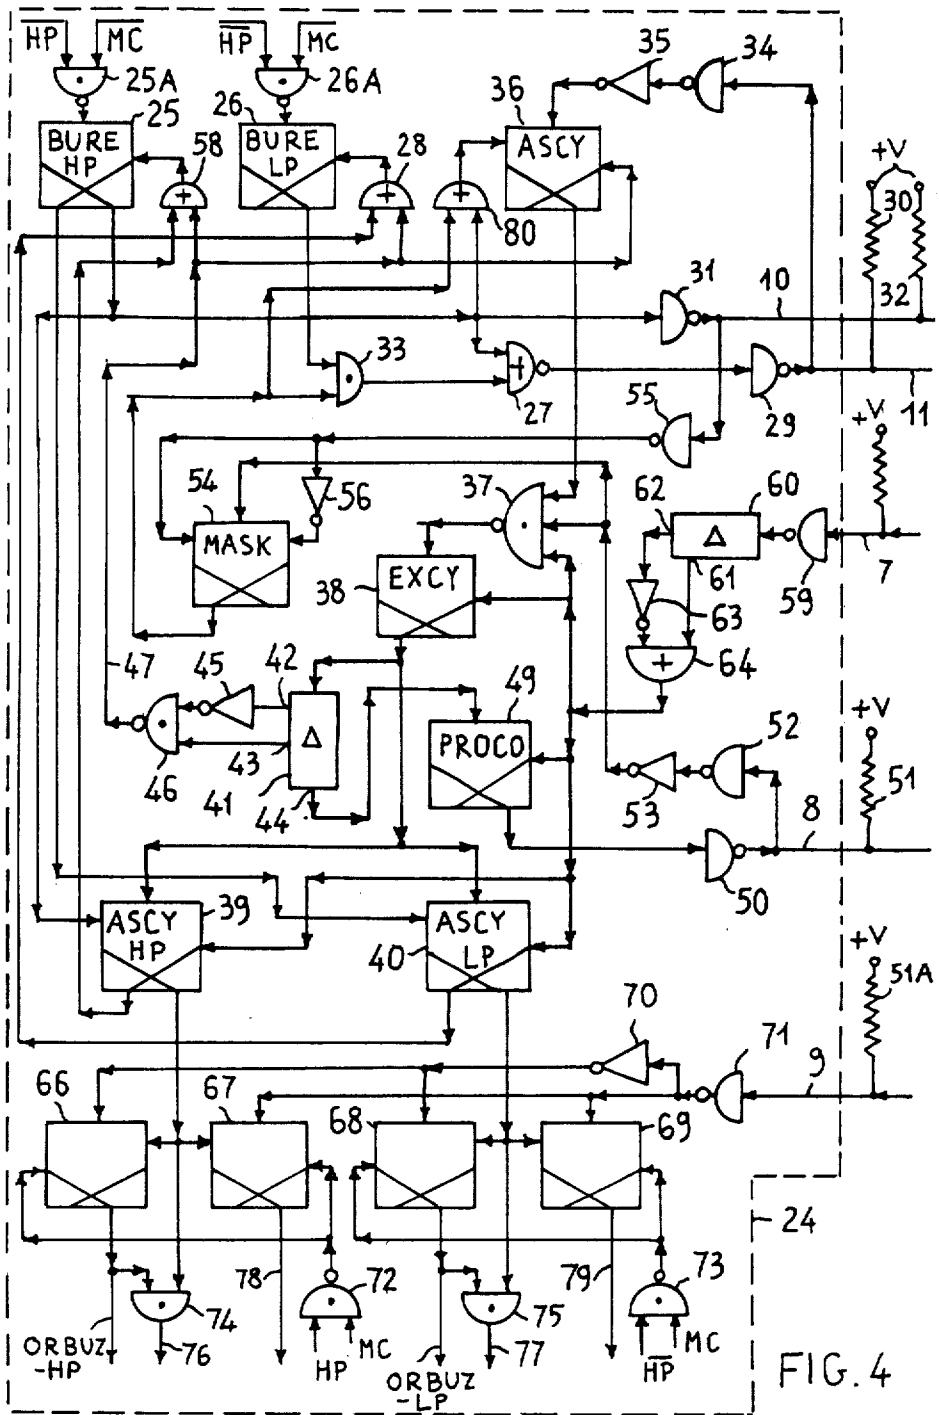 H̅P̅ M̅C̅ H̅P̅ MC
25A 26A 35 34
25 26 36
BURE HP
58
BURE LP
28
ASCY
80
+V
30
32
31
10
33
27
29
11
55
+V
54
56
37
62
60
MASK
EXCY
38
Δ
61
59
7
63
64
47
45
42
49
+V
Δ
PROCO
52
46
43
41
44
53
8
51
50
ASCY HP
39
ASCY LP
40
+V
51A
70
71
9
66
67
68
69
24
78
72
79
73
74
75
ORBUZ
-HP
76
HP
MC
ORBUZ
-LP
77
H̅P̅
MC
FIG. 4